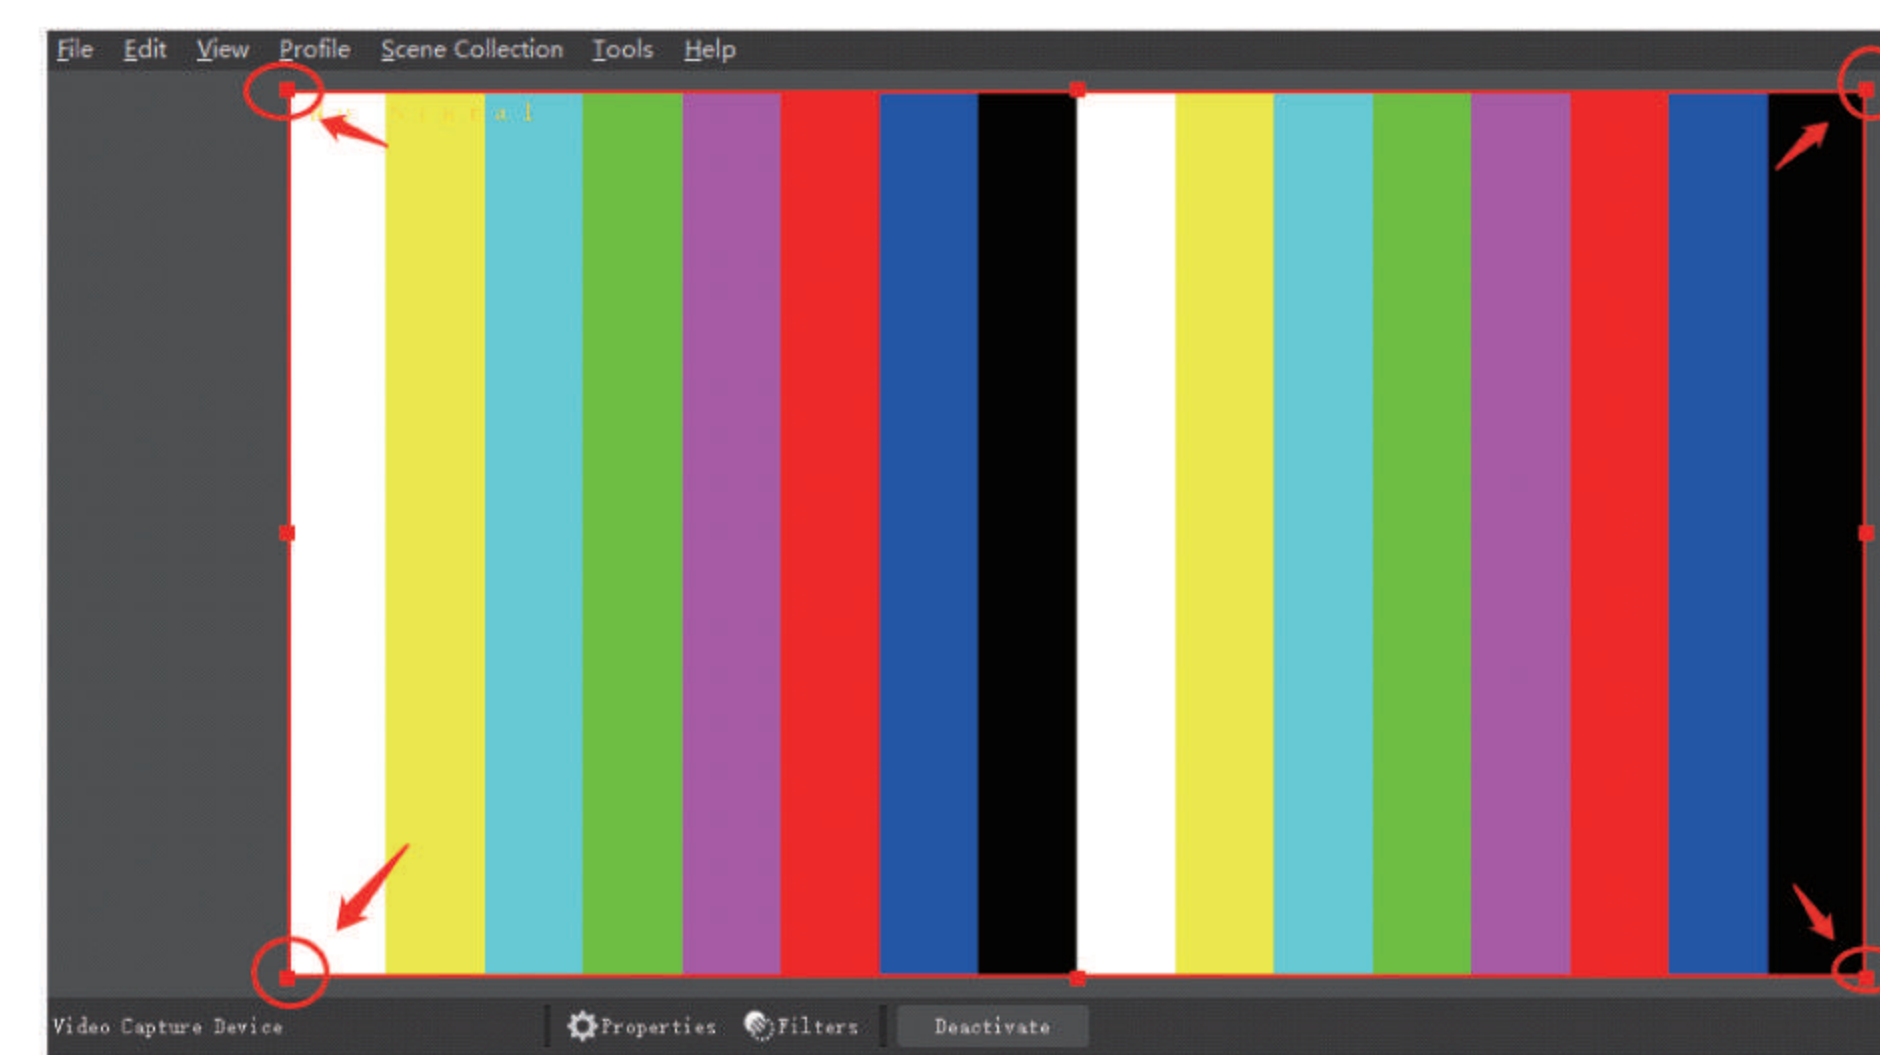 File Edit View Profile Scene Collection Tools Help
Video Capture Device Properties Filters Deactivate